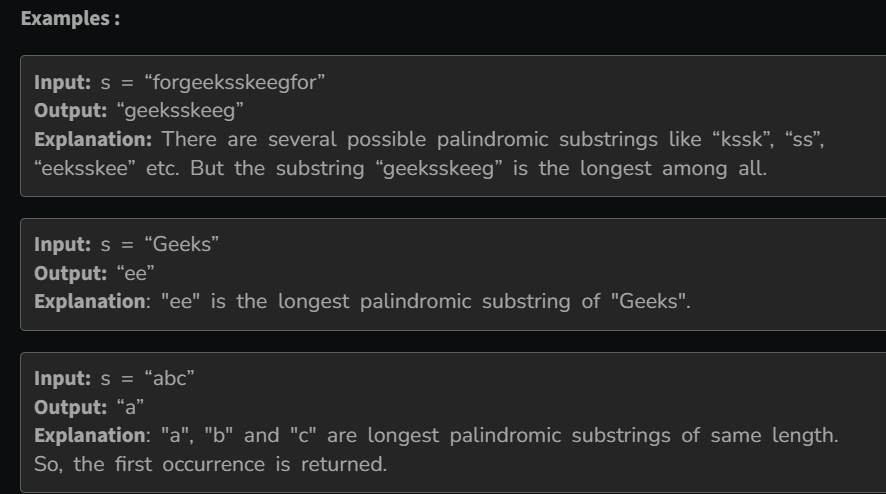 Examples :
Input: s = “forgeeksskeegfor”
Output: “geeksskeeg”
Explanation: There are several possible palindromic substrings like “kssk”, “ss”,
“eeksskee” etc. But the substring “geeksskeeg” is the longest among all.
Input: s = “Geeks”
Output: “ee”
Explanation: "ee" is the longest palindromic substring of "Geeks".
Input: s = “abc”
Output: “a”
Explanation: "a", "b" and "c" are longest palindromic substrings of same length.
So, the first occurrence is returned.